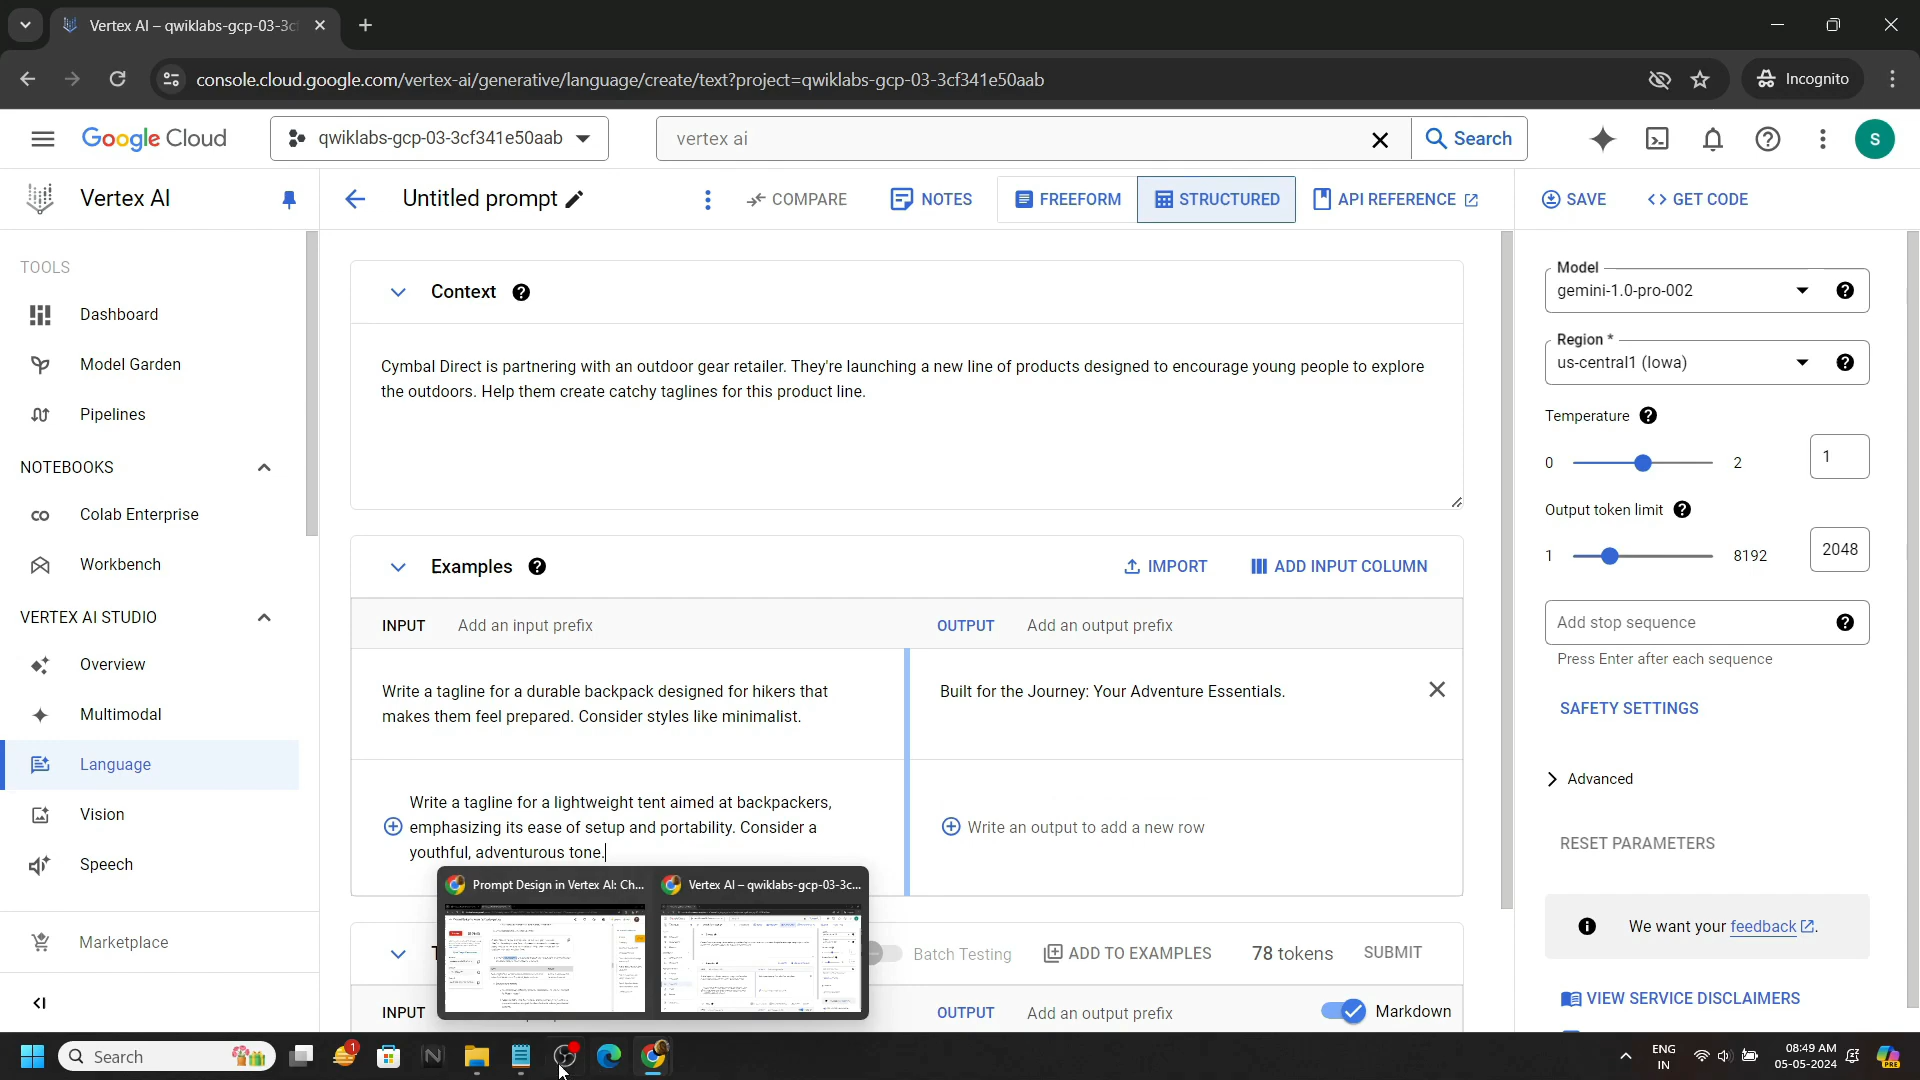 Vertex AI – qwiklabs-gcp-03-3cf
console.cloud.google.com/vertex-ai/generative/language/create/text?project=qwiklabs-gcp-03-3cf341e50aab
Incognito
Google Cloud
qwiklabs-gcp-03-3cf341e50aab
vertex ai
Search
S
Vertex AI
Untitled prompt
COMPARE
NOTES
FREEFORM
STRUCTURED
API REFERENCE
SAVE
<> GET CODE
TOOLS
Dashboard
Model Garden
Pipelines
NOTEBOOKS
Colab Enterprise
Workbench
VERTEX AI STUDIO
Overview
Multimodal
Language
Vision
Speech
Marketplace
Context
Cymbal Direct is partnering with an outdoor gear retailer. They're launching a new line of products designed to encourage young people to explore
the outdoors. Help them create catchy taglines for this product line.
Examples
IMPORT
ADD INPUT COLUMN
INPUT Add an input prefix
OUTPUT Add an output prefix
Write a tagline for a durable backpack designed for hikers that
makes them feel prepared. Consider styles like minimalist.
Built for the Journey: Your Adventure Essentials.
Write a tagline for a lightweight tent aimed at backpackers,
emphasizing its ease of setup and portability. Consider a
youthful, adventurous tone.
Write an output to add a new row
Prompt Design in Vertex AI: Ch...
Vertex AI – qwiklabs-gcp-03-3c...
Batch Testing
ADD TO EXAMPLES
78 tokens
SUBMIT
INPUT
OUTPUT Add an output prefix
Markdown
Model
gemini-1.0-pro-002
Region *
us-central1 (Iowa)
Temperature
0 2 1
Output token limit
1 8192 2048
Add stop sequence
Press Enter after each sequence
SAFETY SETTINGS
Advanced
RESET PARAMETERS
We want your feedback.
VIEW SERVICE DISCLAIMERS
Search
1
ENG
IN
08:49 AM
05-05-2024
PRE